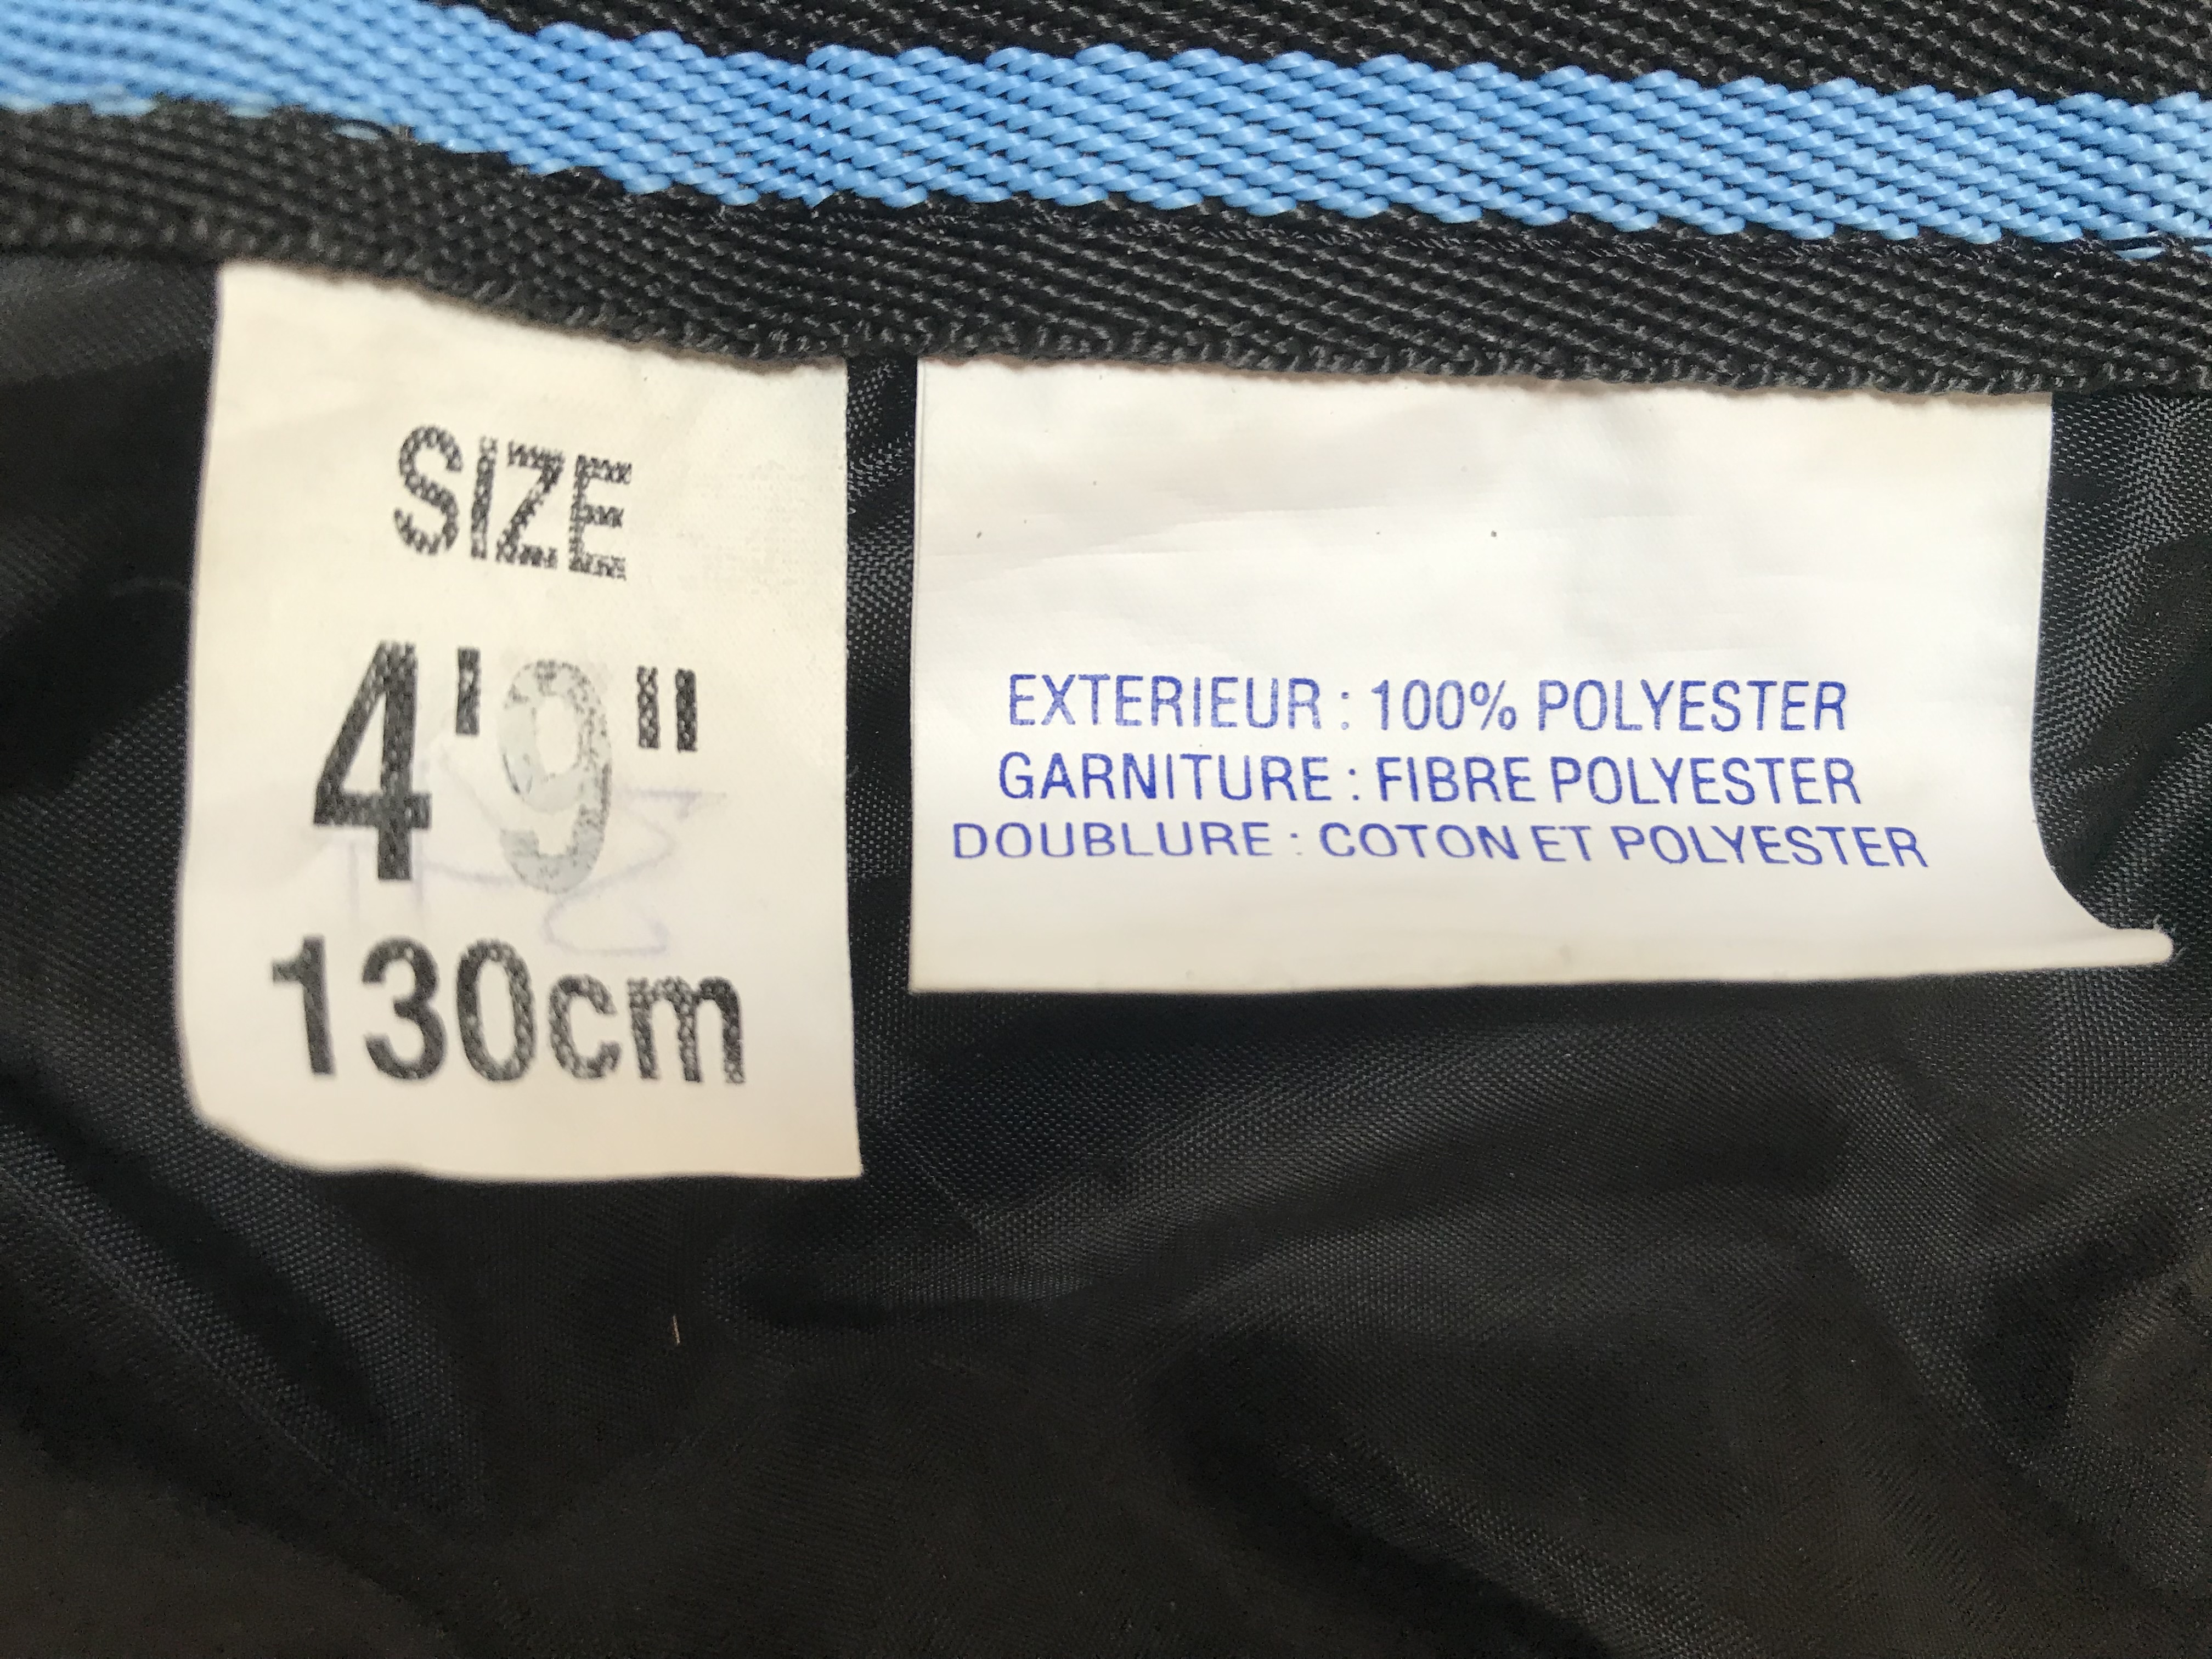 SIZE
4'9"
130cm
EXTERIEUR : 100% POLYESTER
GARNITURE : FIBRE POLYESTER
DOUBLURE : COTON ET POLYESTER